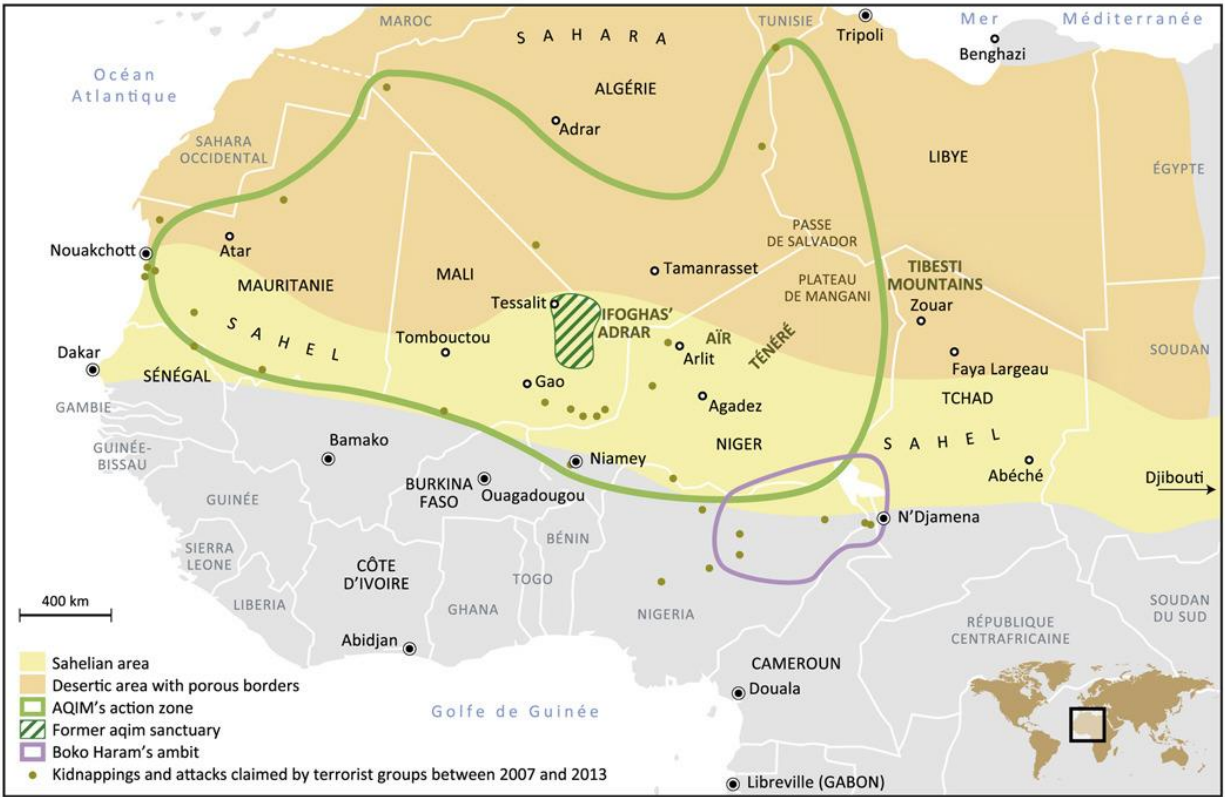 MAROC
TUNISIE
Mer Méditerranée
Tripoli
Benghazi
S A H A R A
Océan
Atlantique
ALGÉRIE
Adrar
SAHARA
OCCIDENTAL
LIBYE
ÉGYPTE
PASSE
DE SALVADOR
Nouakchott
Atar
Tamanrasset
TIBESTI
MOUNTAINS
PLATEAU
DE MANGANI
MALI
MAURITANIE
Zouar
Tessalit
IFOGHAS'
ADRAR
S A H E L
Tombouctou
AÏR
TÉNÉRÉ
Arlit
SOUDAN
Dakar
SÉNÉGAL
Faya Largeau
Gao
TCHAD
Agadez
GAMBIE
NIGER
S A H E L
Bamako
GUINÉE-
BISSAU
Niamey
Abéché
Djibouti
BURKINA
FASO
Ouagadougou
GUINÉE
N'Djamena
BÉNIN
SIERRA
LEONE
CÔTE
D'IVOIRE
TOGO
400 km
LIBERIA
GHANA
NIGERIA
SOUDAN
DU SUD
RÉPUBLIQUE
CENTRAFRICAINE
Abidjan
CAMEROUN
Douala
Golfe de Guinée
Libreville (GABON)
Sahelian area
Desertic area with porous borders
AQIM's action zone
Former aqim sanctuary
Boko Haram's ambit
Kidnappings and attacks claimed by terrorist groups between 2007 and 2013